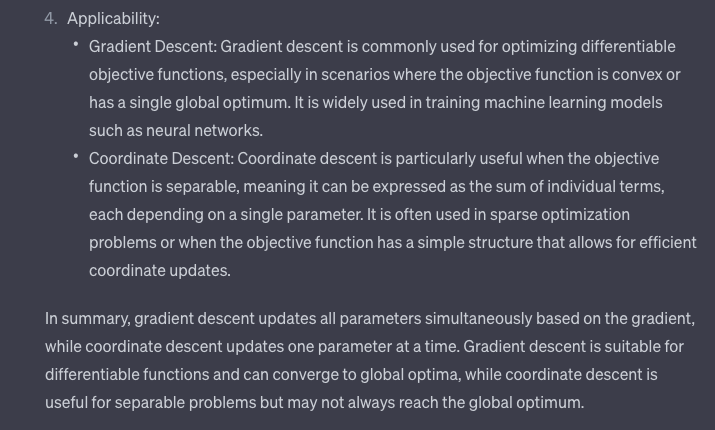 4. Applicability:
• Gradient Descent: Gradient descent is commonly used for optimizing differentiable
objective functions, especially in scenarios where the objective function is convex or
has a single global optimum. It is widely used in training machine learning models
such as neural networks.
• Coordinate Descent: Coordinate descent is particularly useful when the objective
function is separable, meaning it can be expressed as the sum of individual terms,
each depending on a single parameter. It is often used in sparse optimization
problems or when the objective function has a simple structure that allows for efficient
coordinate updates.
In summary, gradient descent updates all parameters simultaneously based on the gradient,
while coordinate descent updates one parameter at a time. Gradient descent is suitable for
differentiable functions and can converge to global optima, while coordinate descent is
useful for separable problems but may not always reach the global optimum.